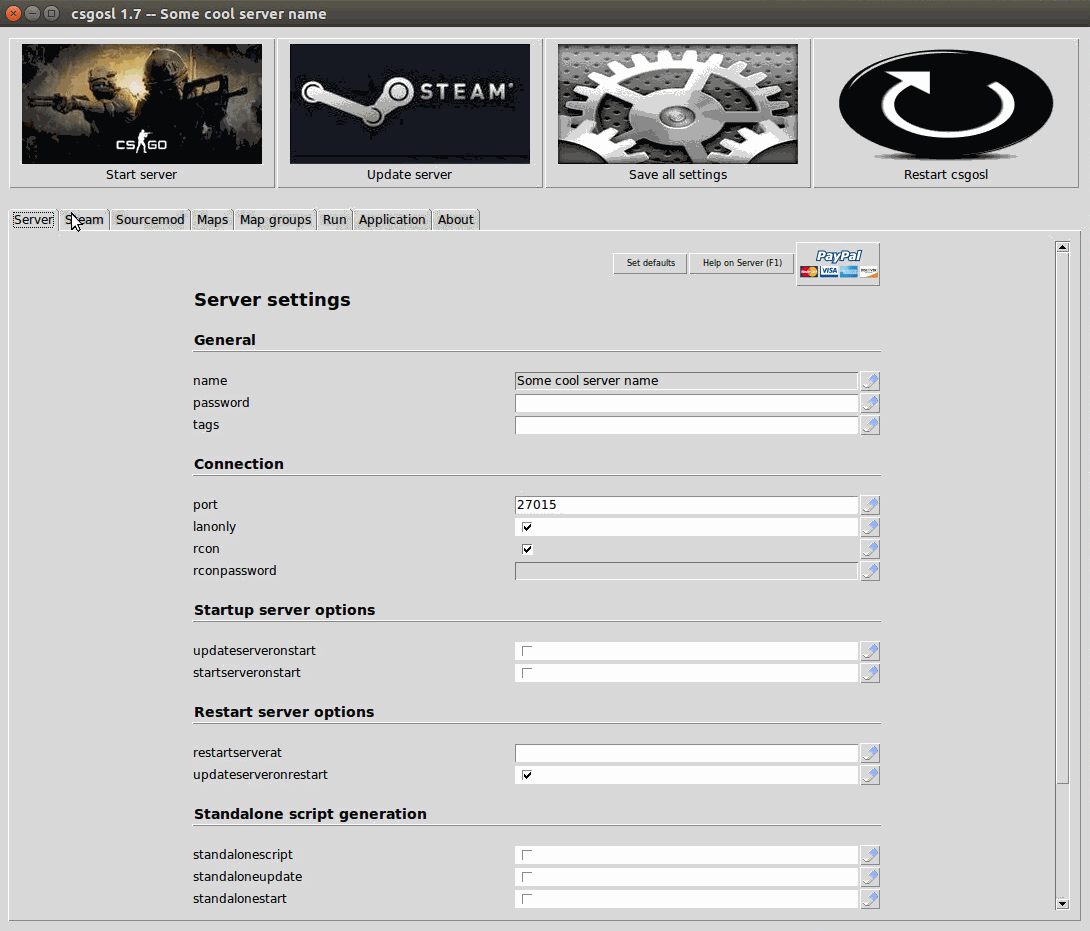 csgosl 1.7 -- Some cool server name
CS GO
STEAM
Start server
Update server
Save all settings
Restart csgosl
Server Steam Sourcemod Maps Map groups Run Application About
Set defaults Help on Server (F1) PayPal
VISA
Server settings
General
name Some cool server name
password
tags
Connection
port 27015
lanonly
rcon
rconpassword
Startup server options
updateserveronstart
startserveronstart
Restart server options
restartserverat
updateserveronrestart
Standalone script generation
standalonescript
standaloneupdate
standalonestart